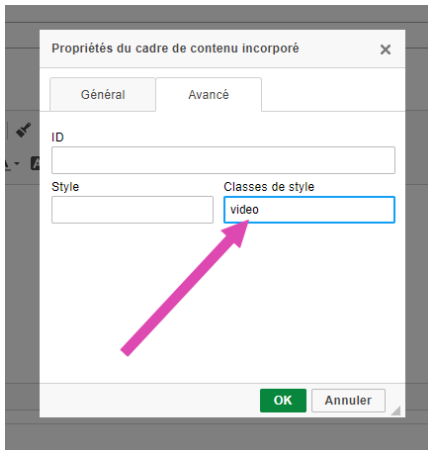 Propriétés du cadre de contenu incorporé
Général Avancé
ID
Style Classes de style
video
OK Annuler